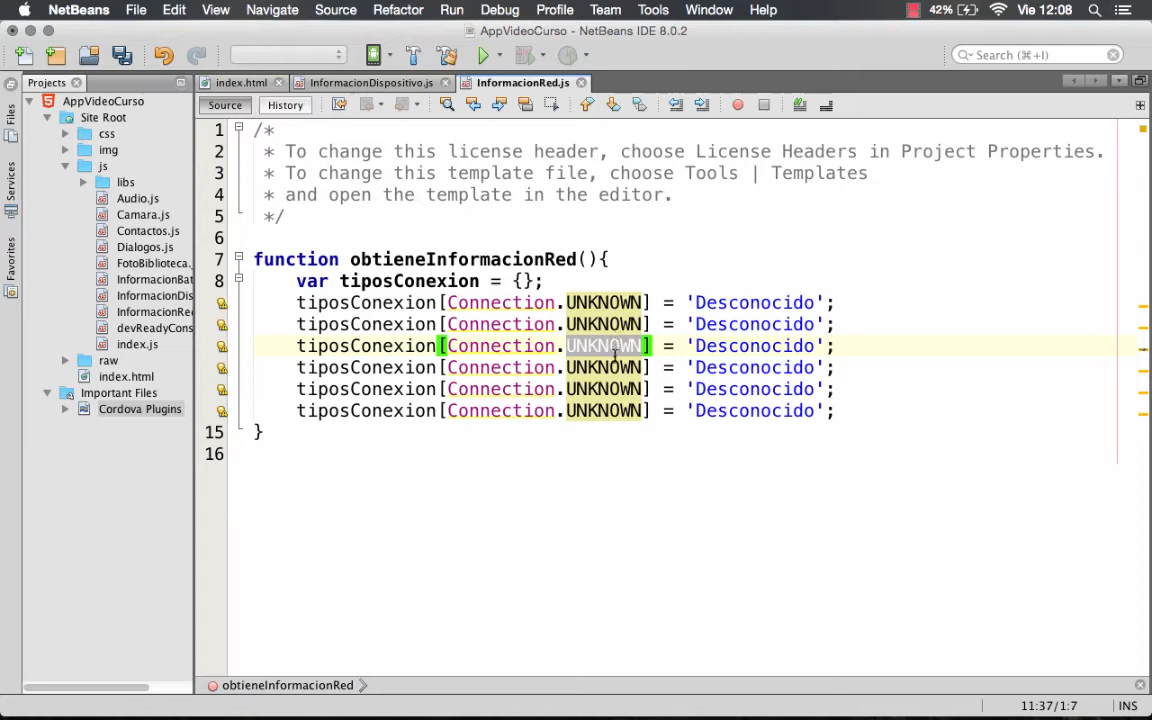 NetBeans File Edit View Navigate Source Refactor Run Debug Profile Team Tools Window Help 42% Vie 12:08
AppVideoCurso - NetBeans IDE 8.0.2
Search (⌘+I)
Projects index.html InformacionDispositivo.js InformacionRed.js
Source History
Files
Services
Favorites
AppVideoCurso
Site Root
css
img
js
libs
Audio.js
Camara.js
Contactos.js
Dialogos.js
FotoBiblioteca.
InformacionBat
InformacionDis
InformacionRe
devReadyCons
index.js
raw
index.html
Important Files
Cordova Plugins
1 /*
2 * To change this license header, choose License Headers in Project Properties.
3 * To change this template file, choose Tools | Templates
4 * and open the template in the editor.
5 */
6
7 function obtieneInformacionRed(){
8 var tiposConexion = {};
tiposConexion[Connection.UNKNOWN] = 'Desconocido';
tiposConexion[Connection.UNKNOWN] = 'Desconocido';
tiposConexion[Connection.UNKNOWN] = 'Desconocido';
tiposConexion[Connection.UNKNOWN] = 'Desconocido';
tiposConexion[Connection.UNKNOWN] = 'Desconocido';
tiposConexion[Connection.UNKNOWN] = 'Desconocido';
15 }
16
obtieneInformacionRed
11:37/1:7 INS